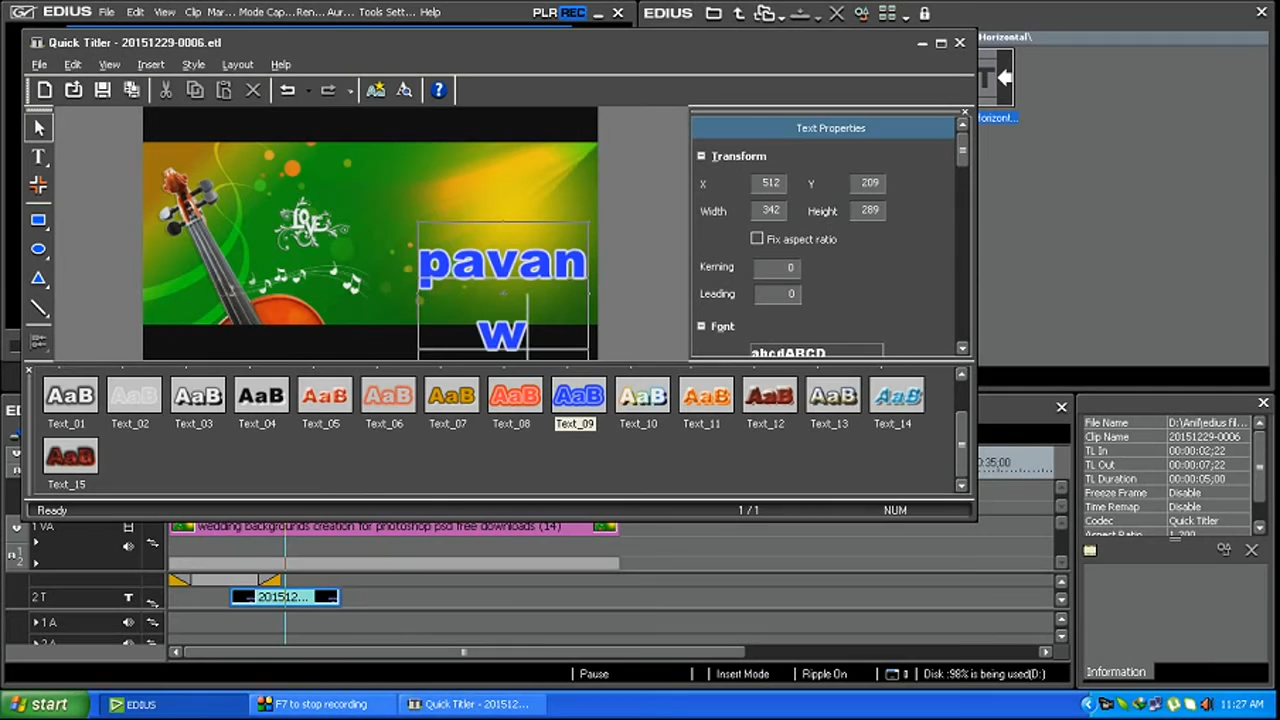 EDIUS File Edit View Clip Mar... Mode Cap... Ren... Aur... Tools Sett... Help PLR REC
EDIUS
Quick Titler - 20151229-0006.etl
Horizontal\
File Edit View Insert Style Layout Help
Horizont...
Text Properties
Transform
X 512 Y 209
Width 342 Height 289
Fix aspect ratio
Kerning 0
Leading 0
Font
abcdABCD
LOVE
pavan
w
AaB AaB AaB AaB AaB AaB AaB AaB AaB AaB AaB AaB AaB AaB
Text_01 Text_02 Text_03 Text_04 Text_05 Text_06 Text_07 Text_08 Text_09 Text_10 Text_11 Text_12 Text_13 Text_14
AaB
Text_15
Ready 1/1 NUM
File Name D:\Anil\edius fil...
Clip Name 20151229-0006
TL In 00:00:02;22
TL Out 00:00:07;22
TL Duration 00:00:05;00
Freeze Frame Disable
Time Remap Disable
Codec Quick Titler
Aspect Ratio 1.200
0:35;00
1 VA wedding backgrounds creation for photoshop psd free downloads (14)
2 T T 201512...
1 A
2 A
Pause Insert Mode Ripple On Disk :98% is being used(D:)
Information
start EDIUS F7 to stop recording Quick Titler - 201512... 11:27 AM